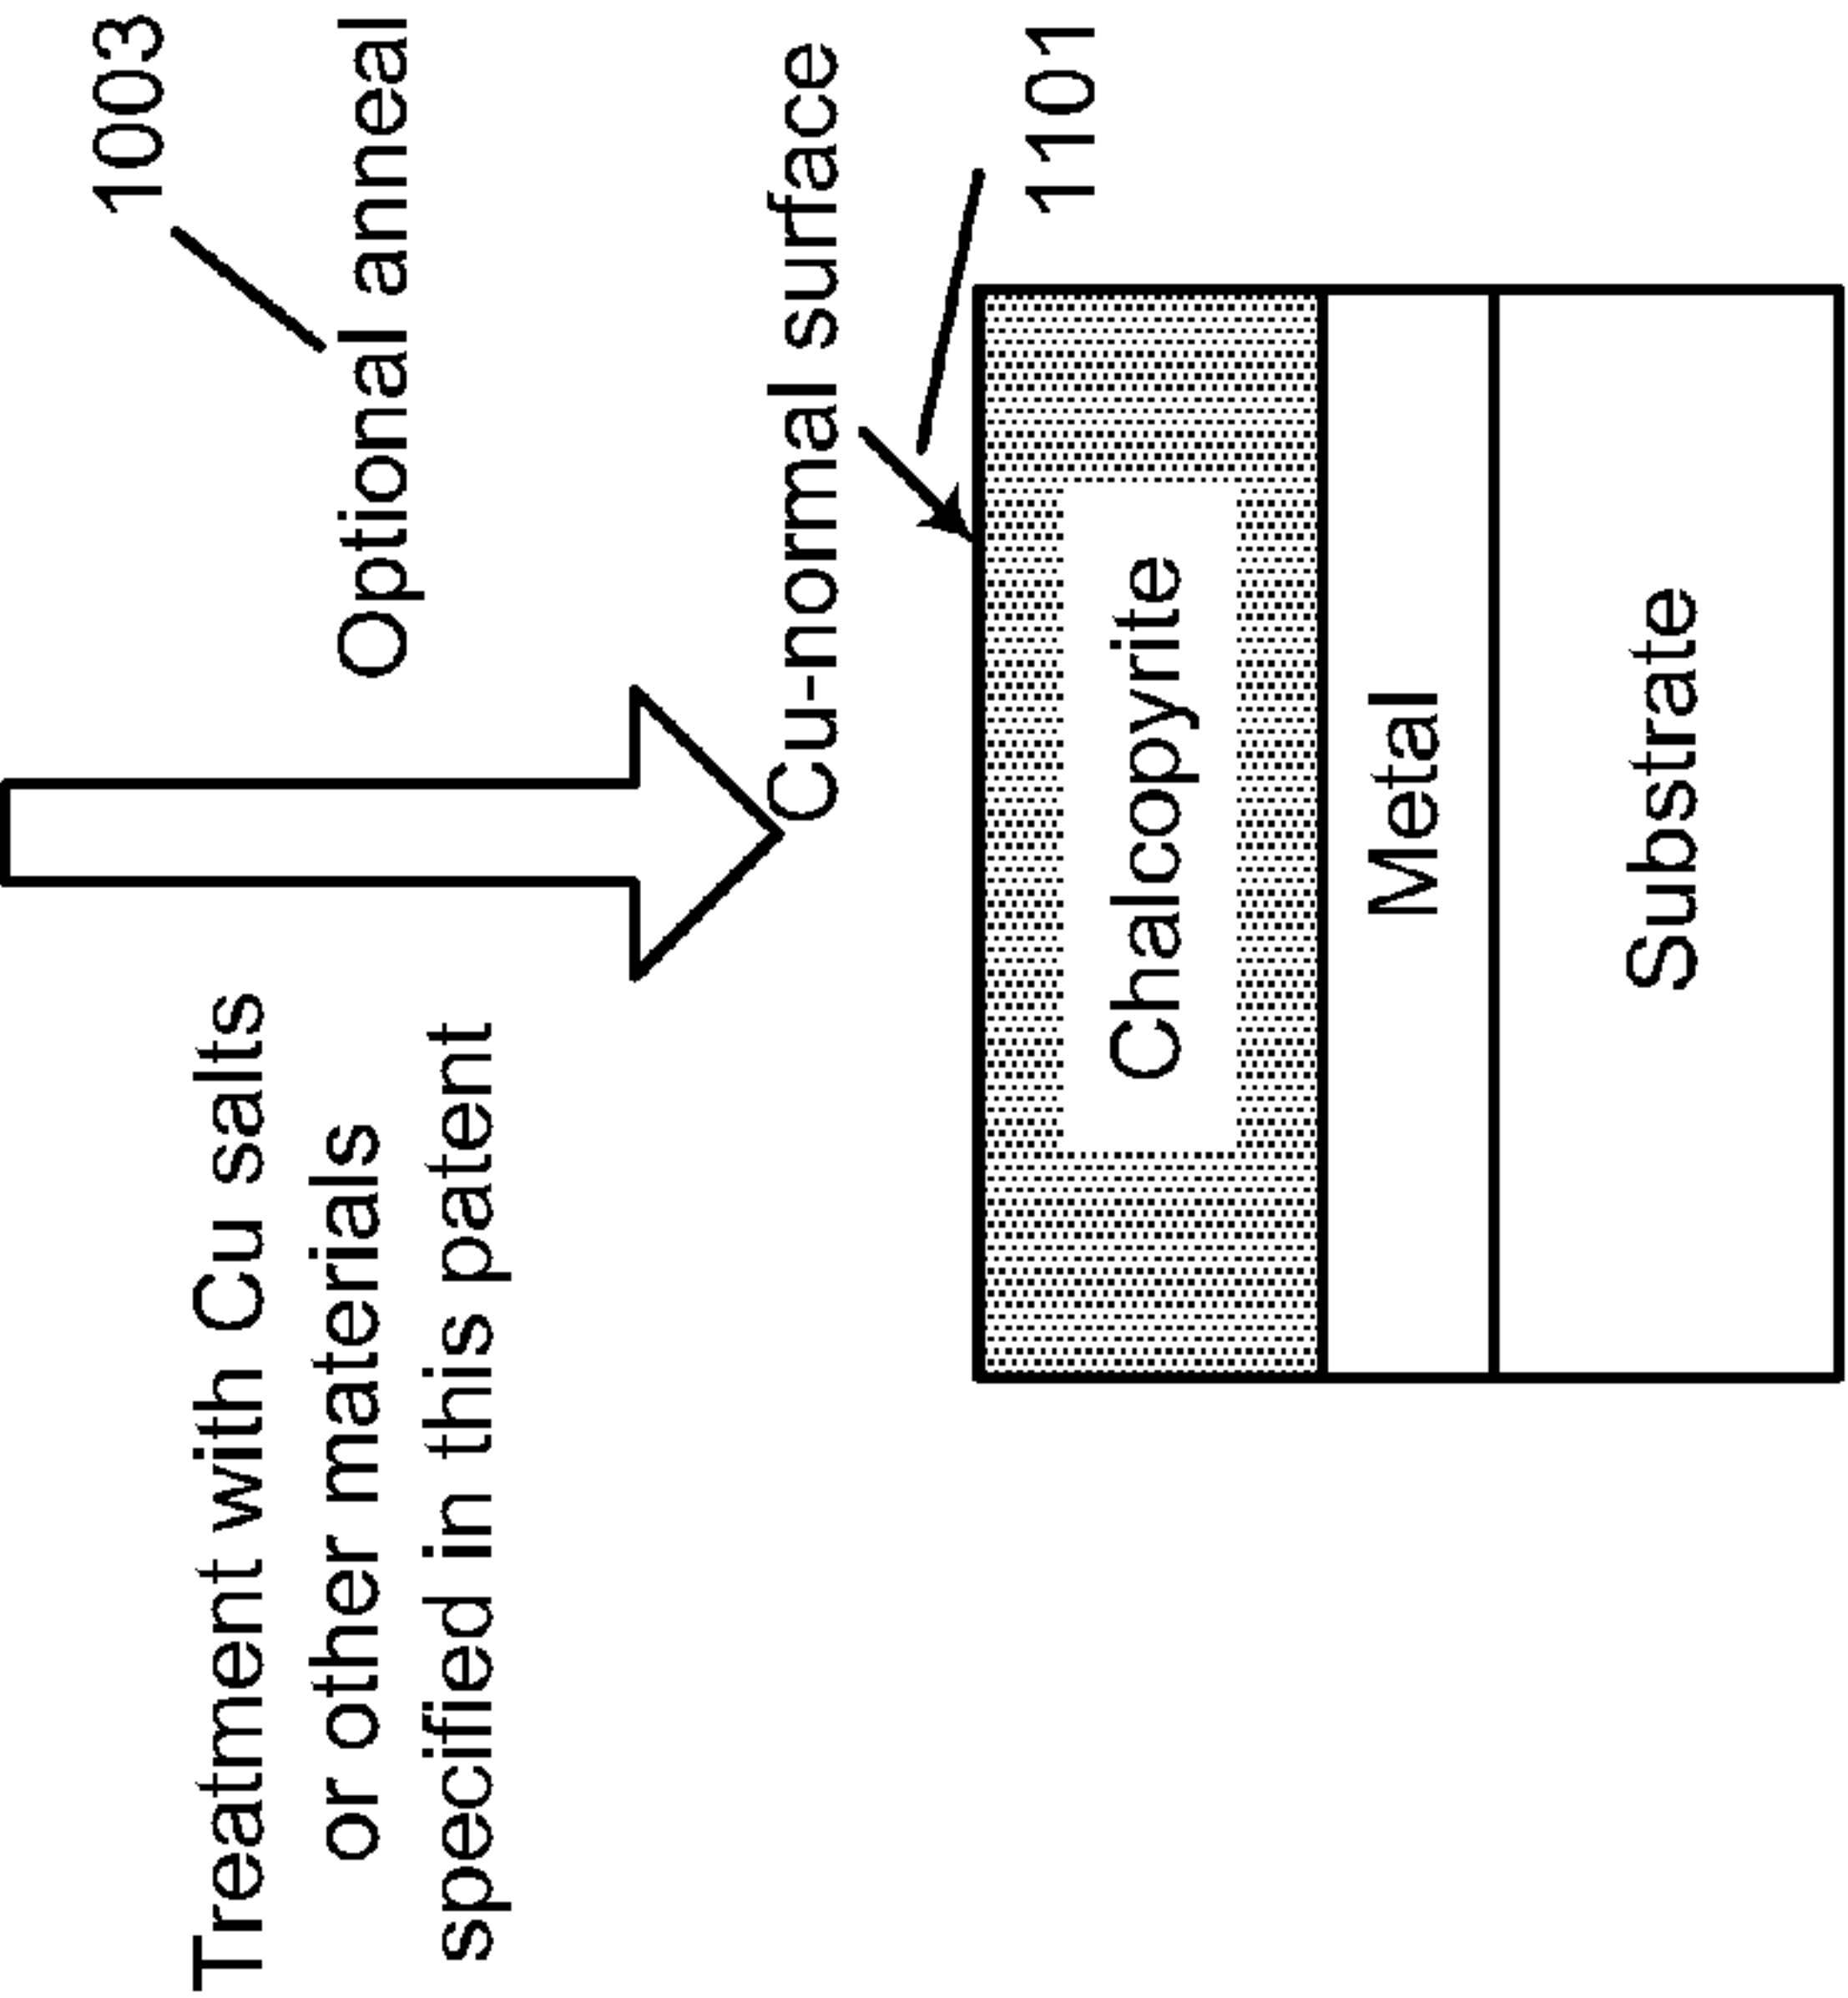 1003
Treatment with Cu salts
or other materials
specified in this patent
Optional anneal
Cu-normal surface
1101
Chalcopyrite
Metal
Substrate